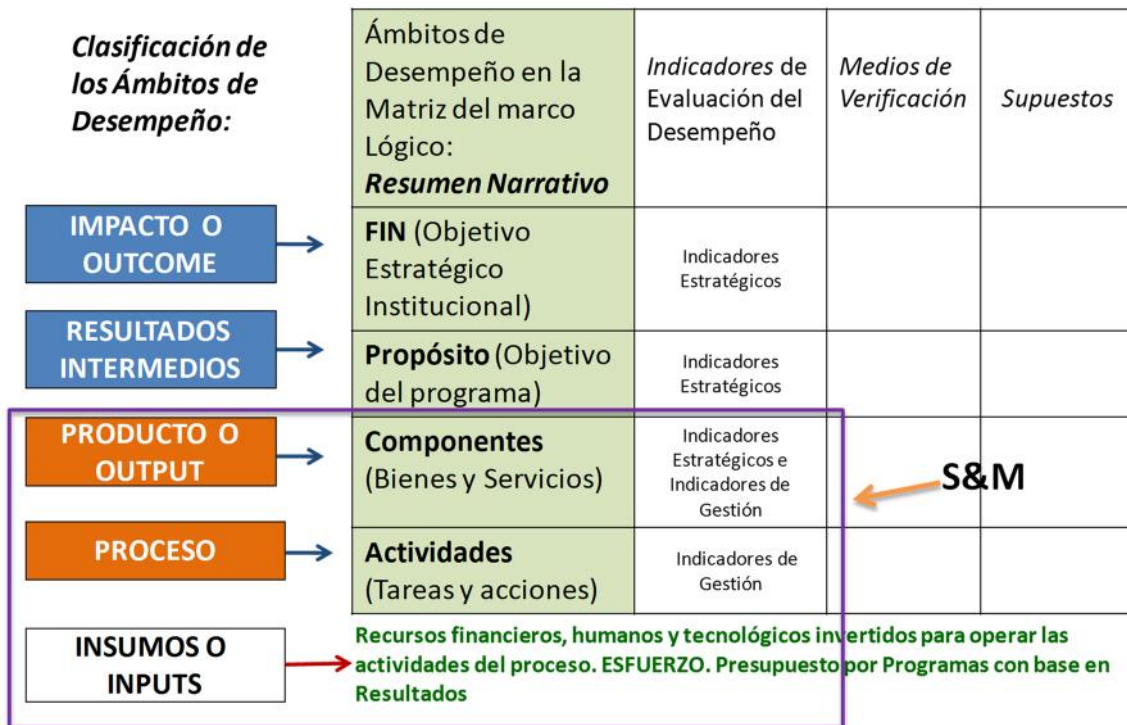 Clasificación de
los Ámbitos de
Desempeño:
Ámbitos de
Desempeño en la
Matriz del marco
Lógico:
Resumen Narrativo
Indicadores de
Evaluación del
Desempeño
Medios de
Verificación
Supuestos
IMPACTO O
OUTCOME
FIN (Objetivo
Estratégico
Institucional)
Indicadores
Estratégicos
RESULTADOS
INTERMEDIOS
Propósito (Objetivo
del programa)
Indicadores
Estratégicos
PRODUCTO O
OUTPUT
Componentes
(Bienes y Servicios)
Indicadores
Estratégicos e
Indicadores de
Gestión
S&M
PROCESO
Actividades
(Tareas y acciones)
Indicadores de
Gestión
INSUMOS O
INPUTS
Recursos financieros, humanos y tecnológicos invertidos para operar las
actividades del proceso. ESFUERZO. Presupuesto por Programas con base en
Resultados